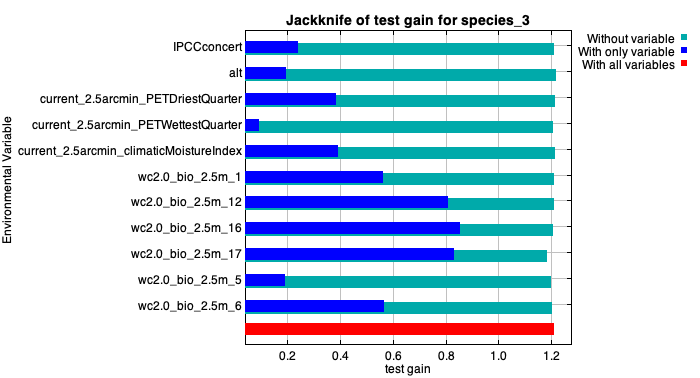 Jackknife of test gain for species_3
Without variable
With only variable
With all variables
Environmental Variable
IPCCconcert
alt
current_2.5arcmin_PETDriestQuarter
current_2.5arcmin_PETWettestQuarter
current_2.5arcmin_climaticMoistureIndex
wc2.0_bio_2.5m_1
wc2.0_bio_2.5m_12
wc2.0_bio_2.5m_16
wc2.0_bio_2.5m_17
wc2.0_bio_2.5m_5
wc2.0_bio_2.5m_6
0.2 0.4 0.6 0.8 1.0 1.2
test gain